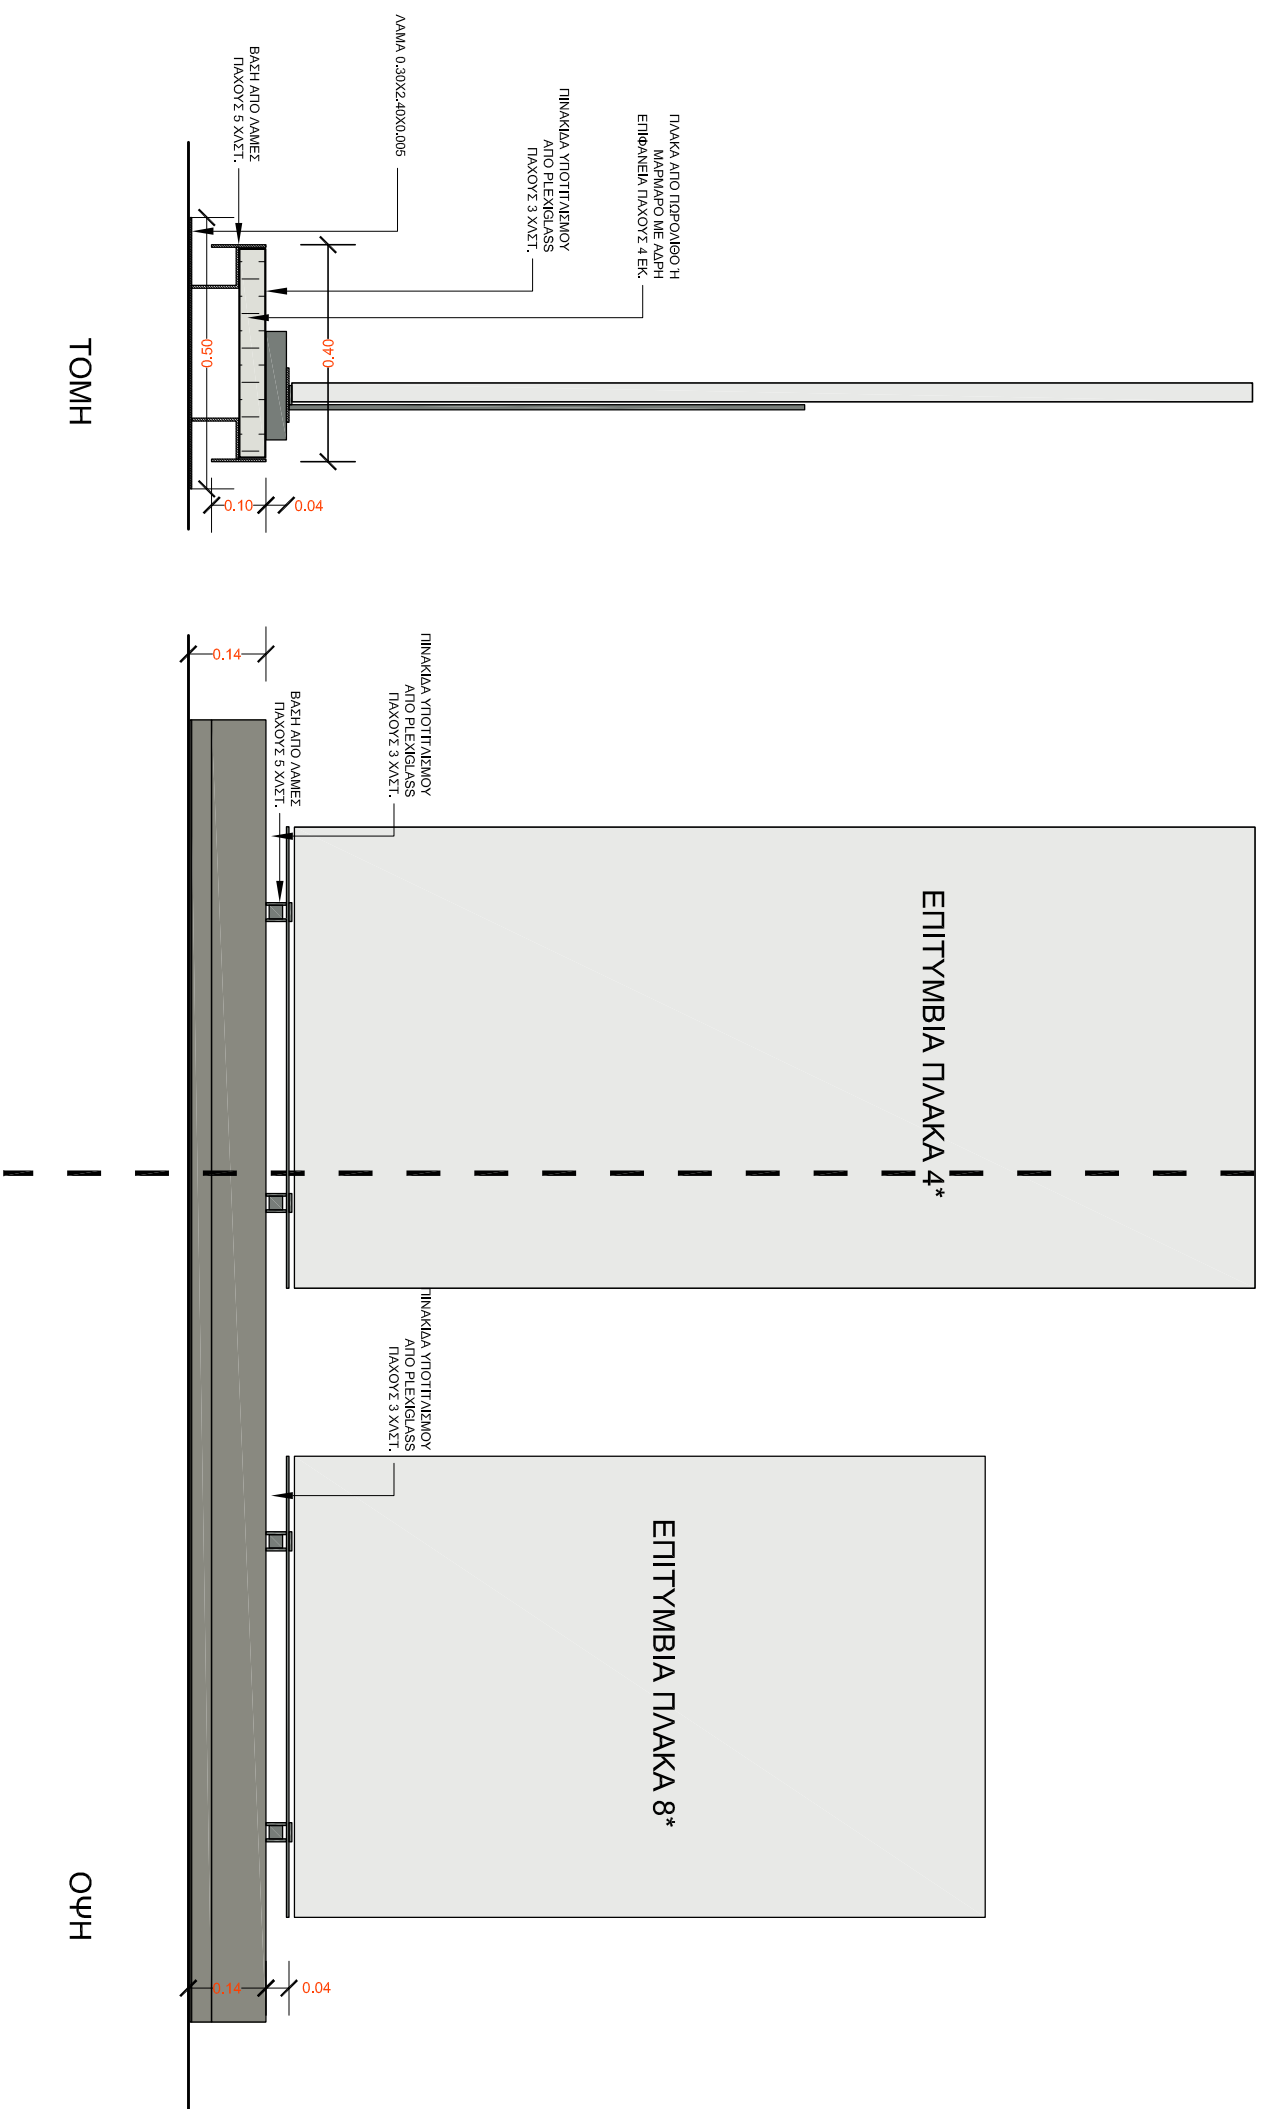 ΛΑΜΑ 0.30X2.40X0.005
ΒΑΣΗ ΑΠΟ ΛΑΜΕΣ
ΠΑΧΟΥΣ 5 ΧΛΣΤ.
ΠΙΝΑΚΙΔΑ ΥΠΟΤΙΤΛΙΣΜΟΥ
ΑΠΟ PLEXIGLASS
ΠΑΧΟΥΣ 3 ΧΛΣΤ.
ΠΛΑΚΑ ΑΠΟ ΠΩΡΟΛΙΘΟ Ή
ΜΑΡΜΑΡΟ ΜΕ ΑΔΡΗ
ΕΠΙΦΑΝΕΙΑ ΠΑΧΟΥΣ 4 ΕΚ.
0.40
0.50
0.10
0.04
ΤΟΜΗ
0.14
ΠΙΝΑΚΙΔΑ ΥΠΟΤΙΤΛΙΣΜΟΥ
ΑΠΟ PLEXIGLASS
ΠΑΧΟΥΣ 3 ΧΛΣΤ.
ΒΑΣΗ ΑΠΟ ΛΑΜΕΣ
ΠΑΧΟΥΣ 5 ΧΛΣΤ.
ΕΠΙΤΥΜΒΙΑ ΠΛΑΚΑ 4*
ΠΙΝΑΚΙΔΑ ΥΠΟΤΙΤΛΙΣΜΟΥ
ΑΠΟ PLEXIGLASS
ΠΑΧΟΥΣ 3 ΧΛΣΤ.
ΕΠΙΤΥΜΒΙΑ ΠΛΑΚΑ 8*
0.14
0.04
ΟΨΗ